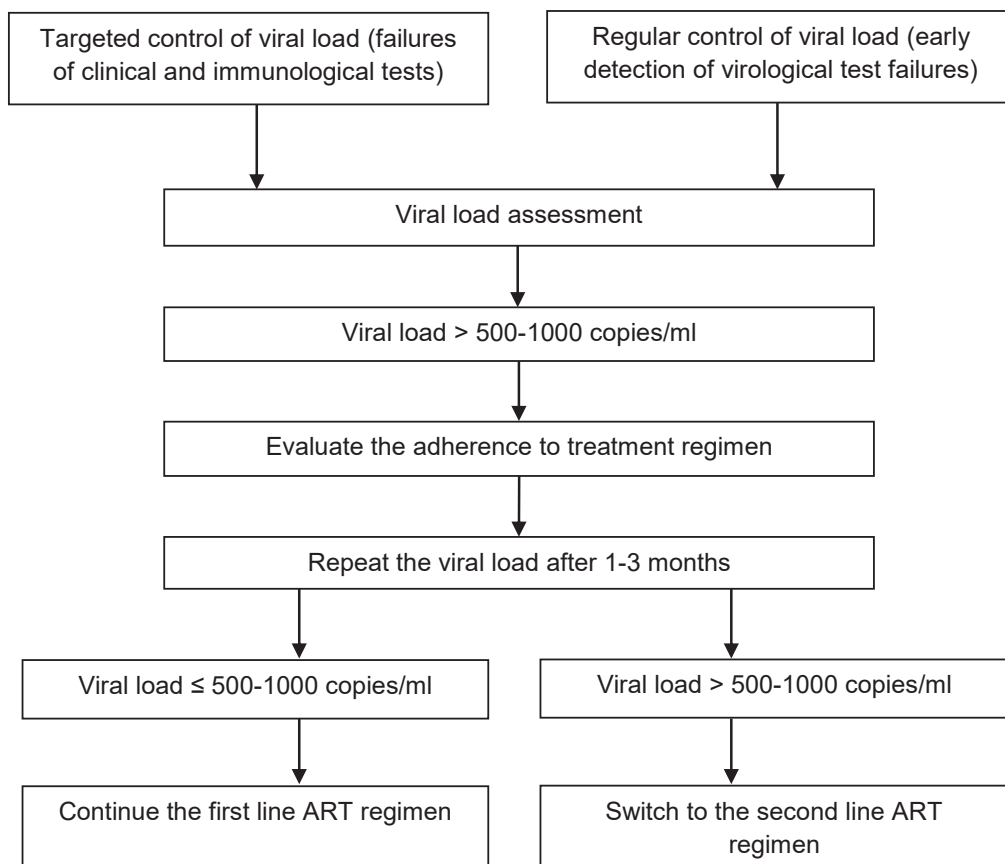 Targeted control of viral load (failures
of clinical and immunological tests)
Regular control of viral load (early
detection of virological test failures)
Viral load assessment
Viral load > 500-1000 copies/ml
Evaluate the adherence to treatment regimen
Repeat the viral load after 1-3 months
Viral load ≤ 500-1000 copies/ml
Viral load > 500-1000 copies/ml
Continue the first line ART regimen
Switch to the second line ART
regimen